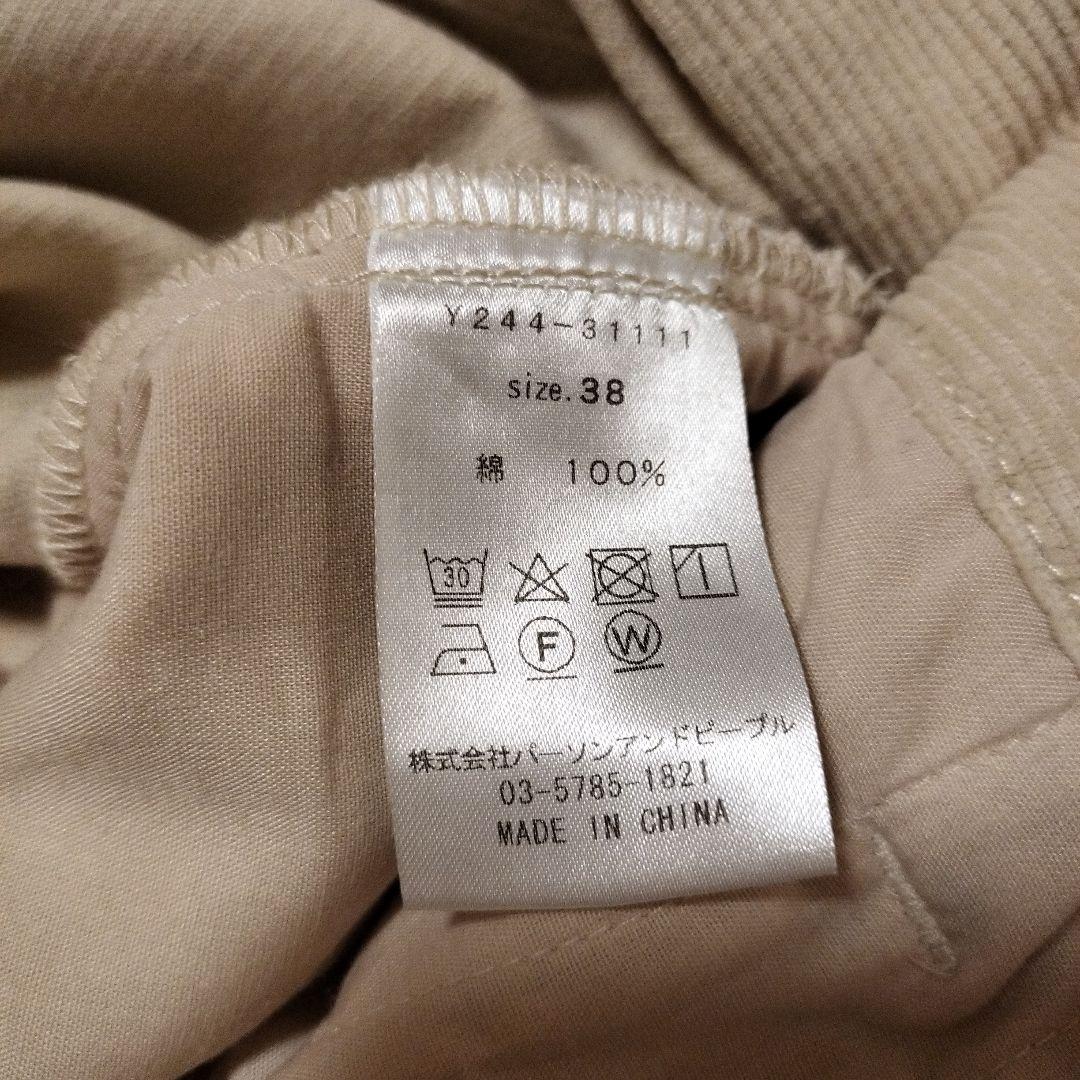 Y244-31111
size.38
綿 100%
30
F
W
株式会社パーソンアンドピープル
03-5785-1821
MADE IN CHINA